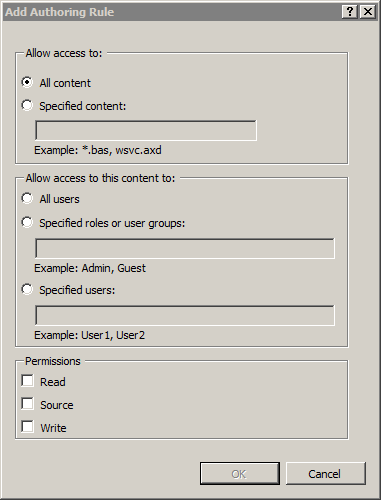 Add Authoring Rule
Allow access to:
All content
Specified content:
Example: *.bas, wsvc.axd
Allow access to this content to:
All users
Specified roles or user groups:
Example: Admin, Guest
Specified users:
Example: User1, User2
Permissions
Read
Source
Write
OK
Cancel